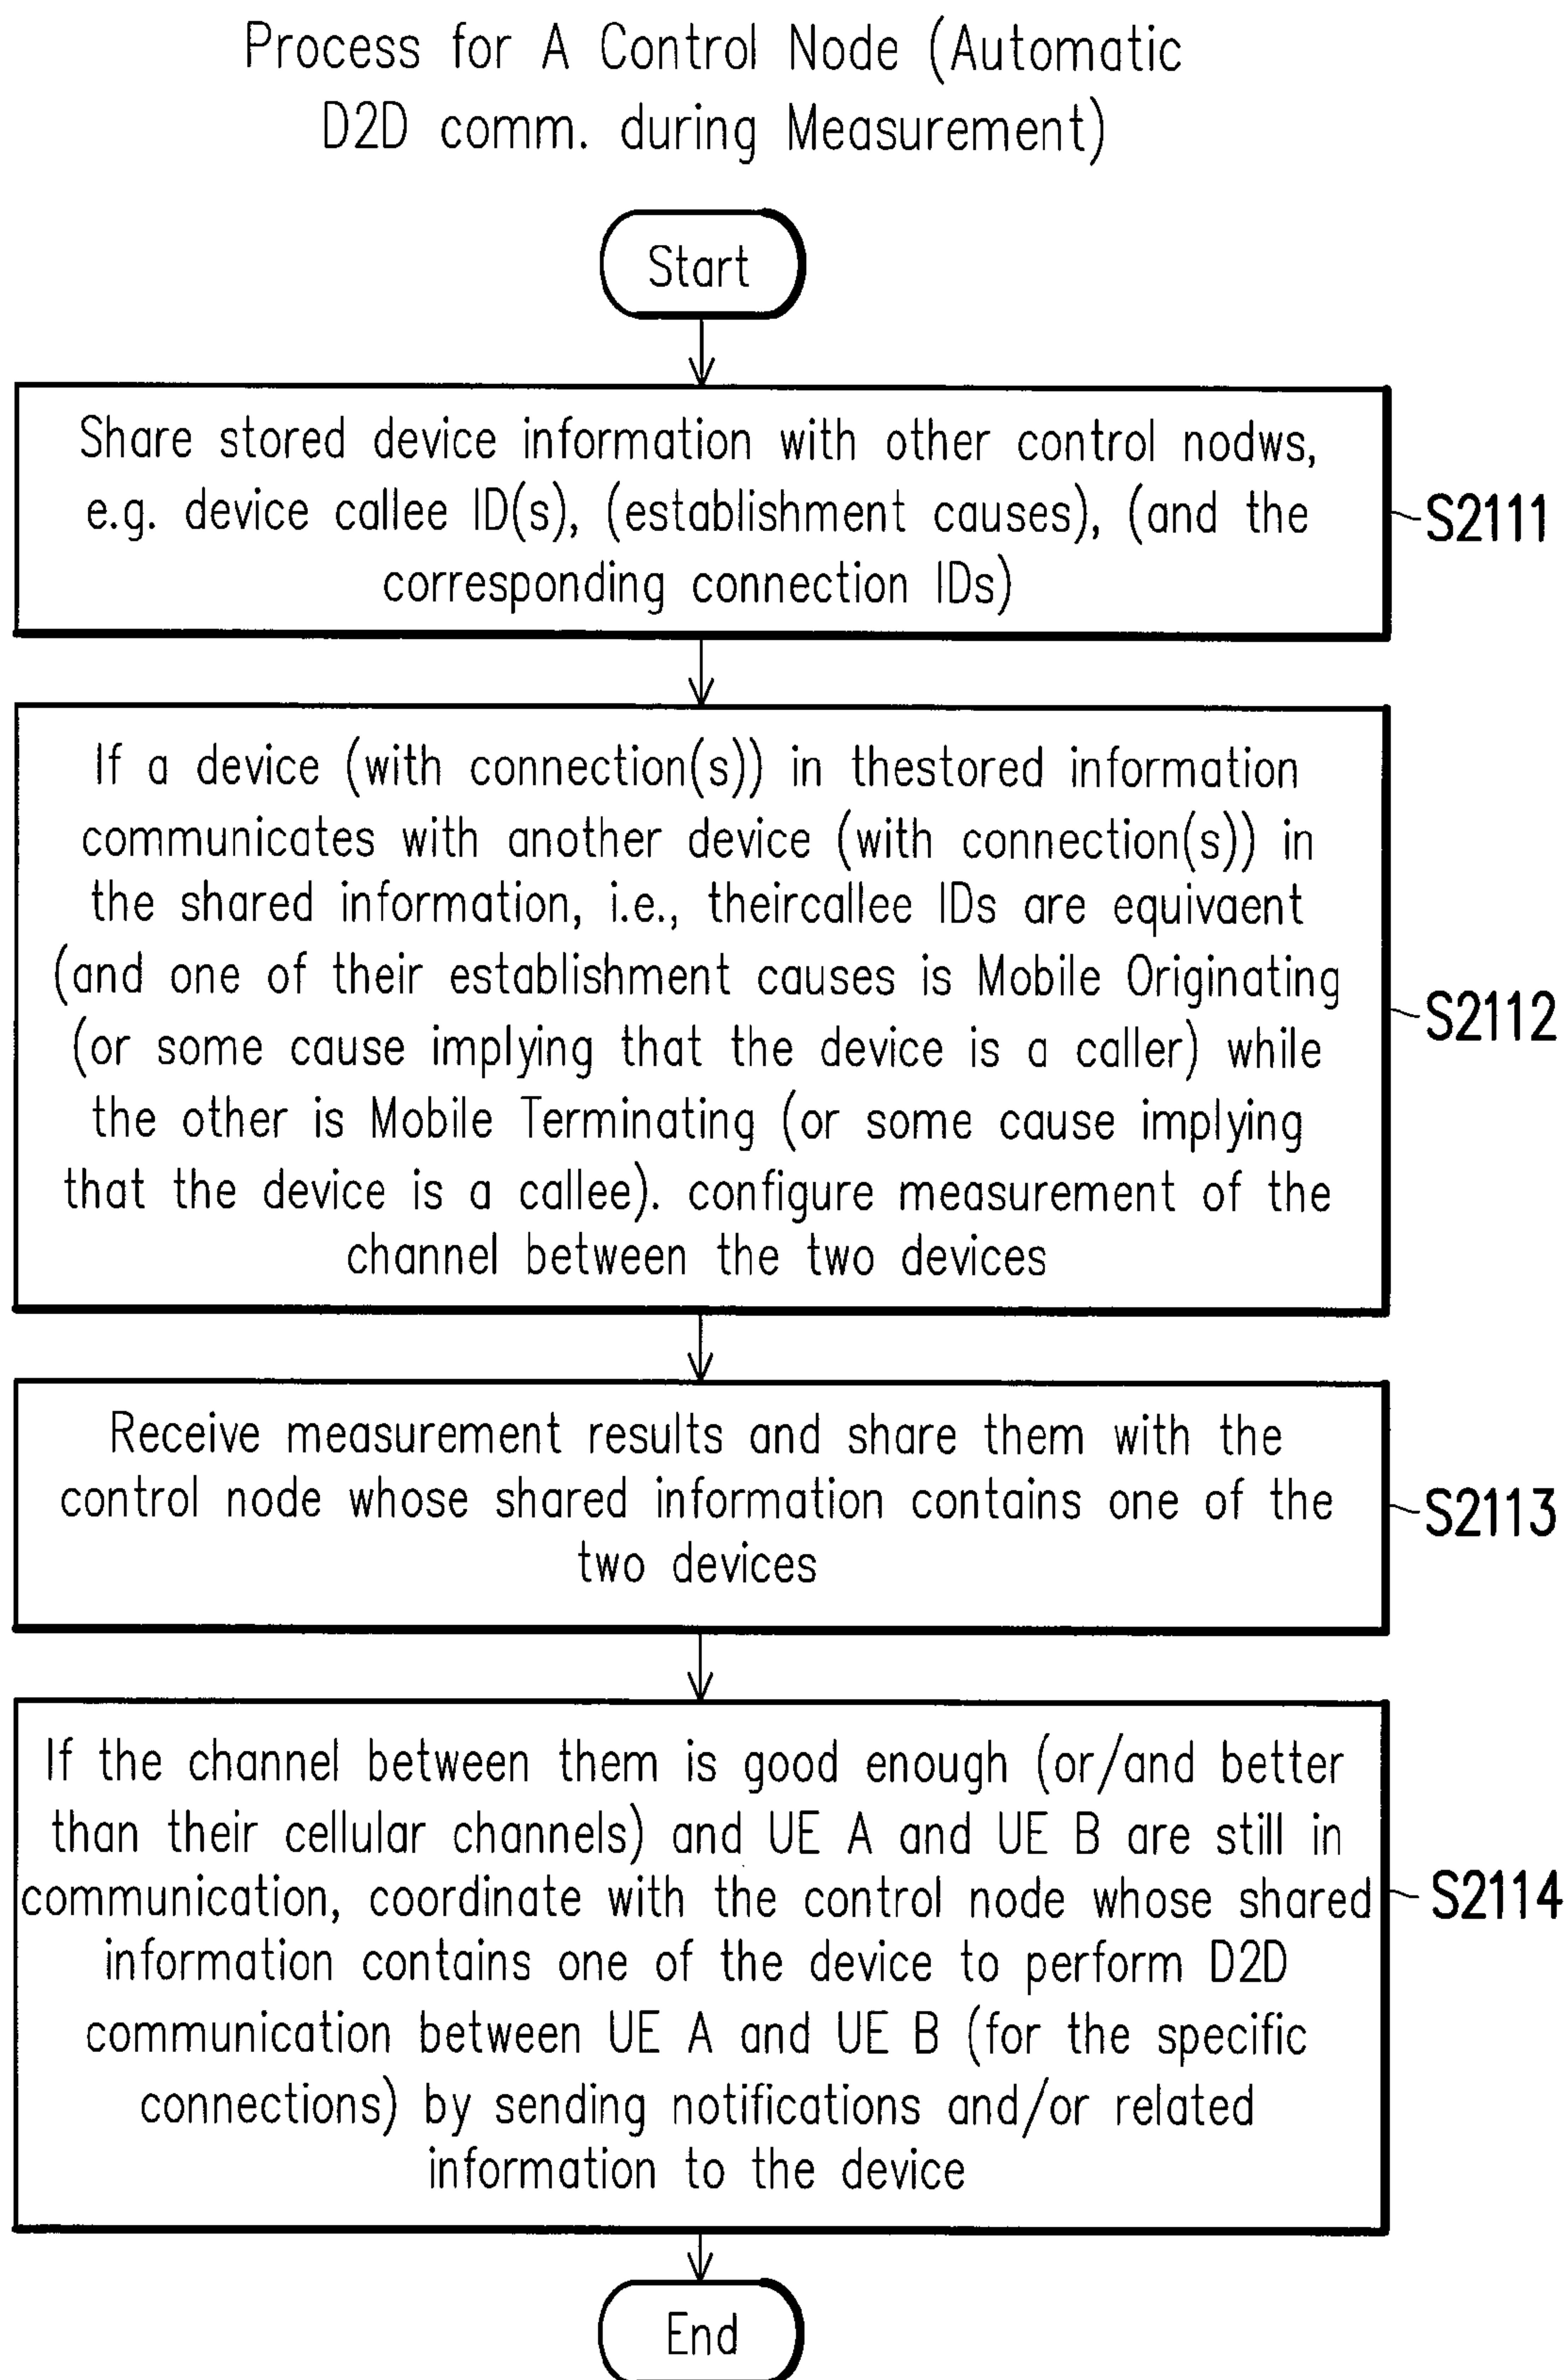 Process for A Control Node (Automatic
D2D comm. during Measurement)
Start
Share stored device information with other control nodws,
e.g. device callee ID(s), (establishment causes), (and the
corresponding connection IDs)
S2111
If a device (with connection(s)) in thestored information
communicates with another device (with connection(s)) in
the shared information, i.e., theircallee IDs are equivaent
(and one of their establishment causes is Mobile Originating
(or some cause implying that the device is a caller) while
the other is Mobile Terminating (or some cause implying
that the device is a callee). configure measurement of the
channel between the two devices
S2112
Receive measurement results and share them with the
control node whose shared information contains one of the
two devices
S2113
If the channel between them is good enough (or/and better
than their cellular channels) and UE A and UE B are still in
communication, coordinate with the control node whose shared
information contains one of the device to perform D2D
communication between UE A and UE B (for the specific
connections) by sending notifications and/or related
information to the device
S2114
End